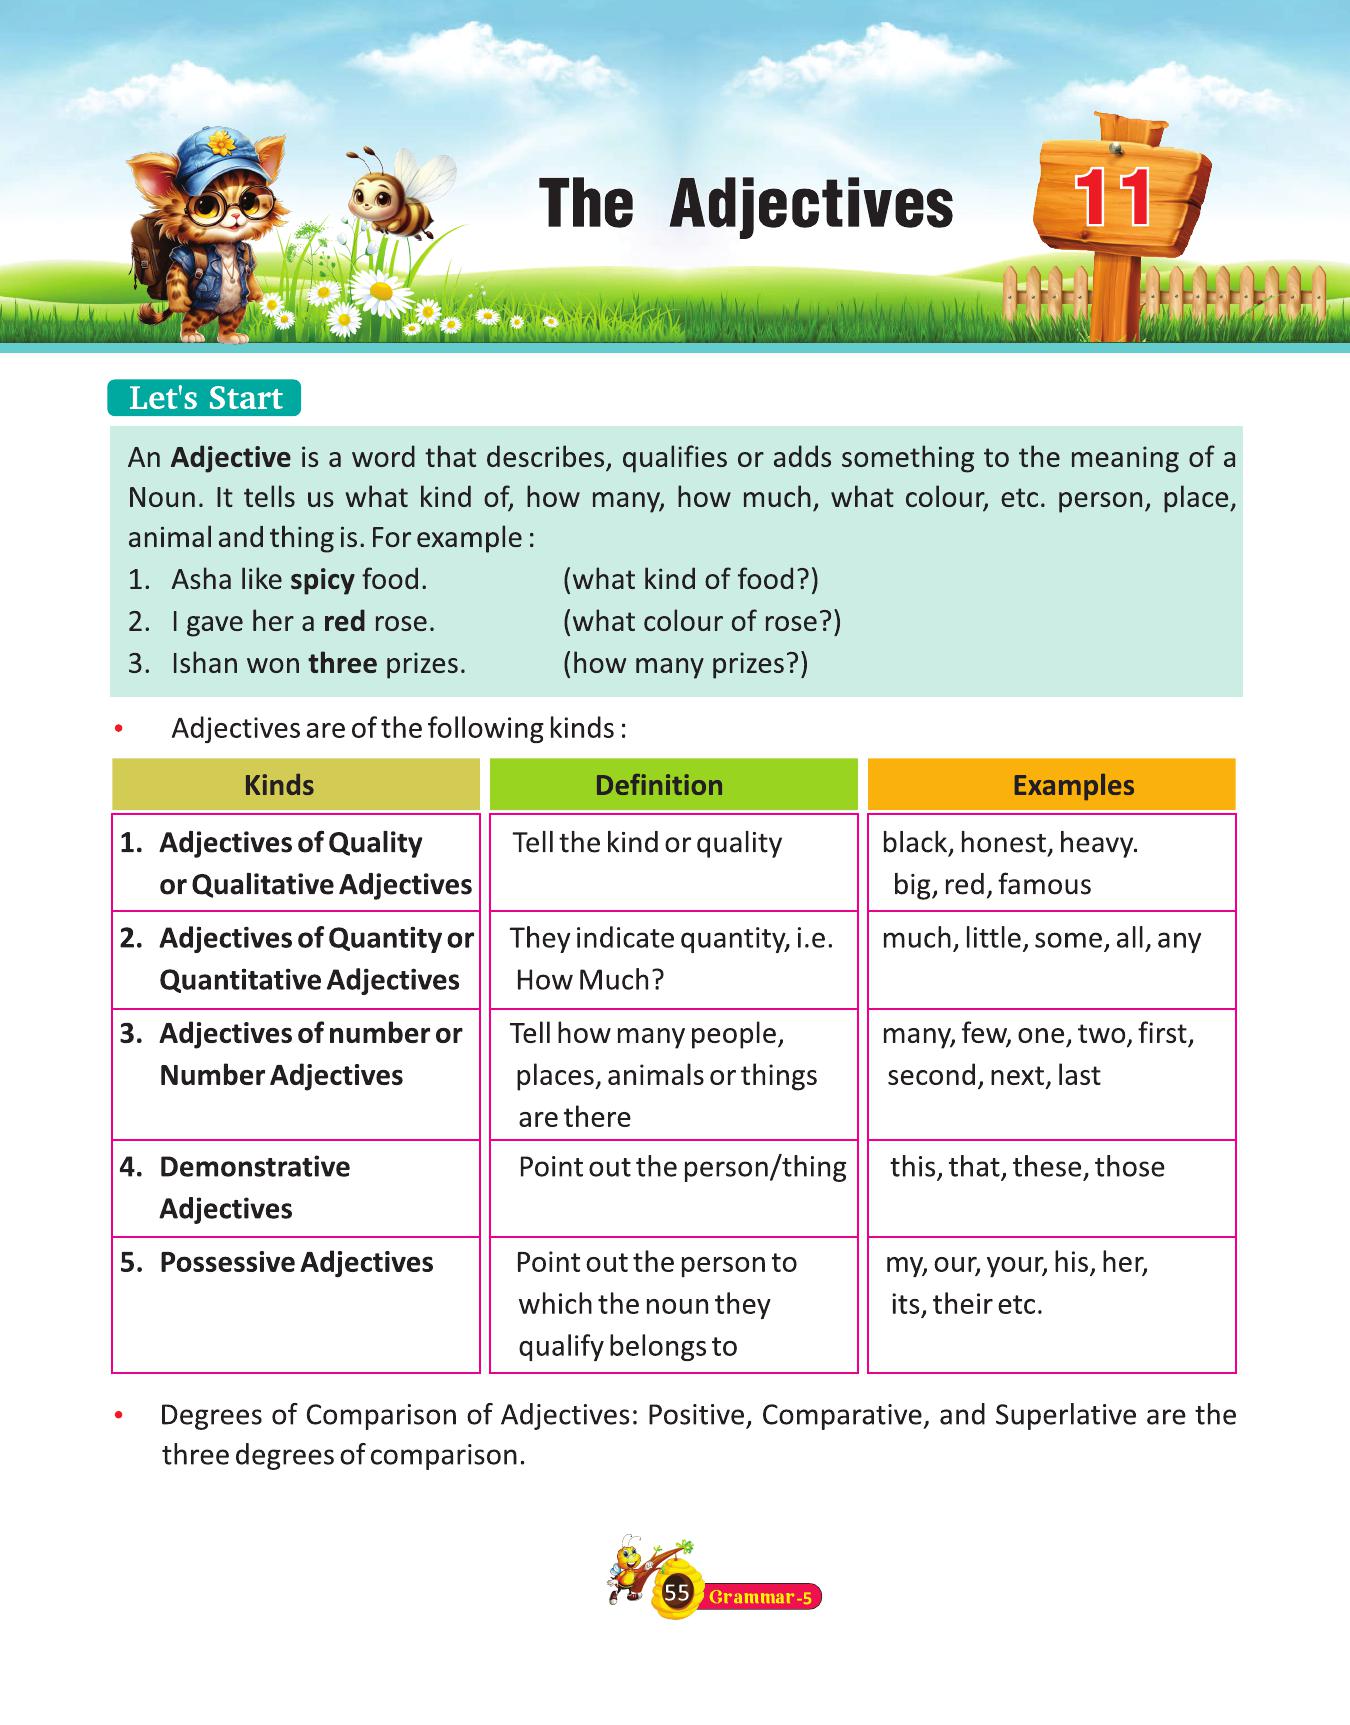 The Adjectives
11
Let's Start
An Adjective is a word that describes, qualifies or adds something to the meaning of a
Noun. It tells us what kind of, how many, how much, what colour, etc. person, place,
animal and thing is. For example :
1. Asha like spicy food. (what kind of food?)
2. I gave her a red rose. (what colour of rose?)
3. Ishan won three prizes. (how many prizes?)
• Adjectives are of the following kinds :
Kinds Definition Examples
1. Adjectives of Quality Tell the kind or quality black, honest, heavy.
or Qualitative Adjectives big, red, famous
2. Adjectives of Quantity or They indicate quantity, i.e. much, little, some, all, any
Quantitative Adjectives How Much?
3. Adjectives of number or Tell how many people, many, few, one, two, first,
Number Adjectives places, animals or things second, next, last
are there
4. Demonstrative Point out the person/thing this, that, these, those
Adjectives
5. Possessive Adjectives Point out the person to my, our, your, his, her,
which the noun they its, their etc.
qualify belongs to
• Degrees of Comparison of Adjectives: Positive, Comparative, and Superlative are the
three degrees of comparison.
55 Grammar-5